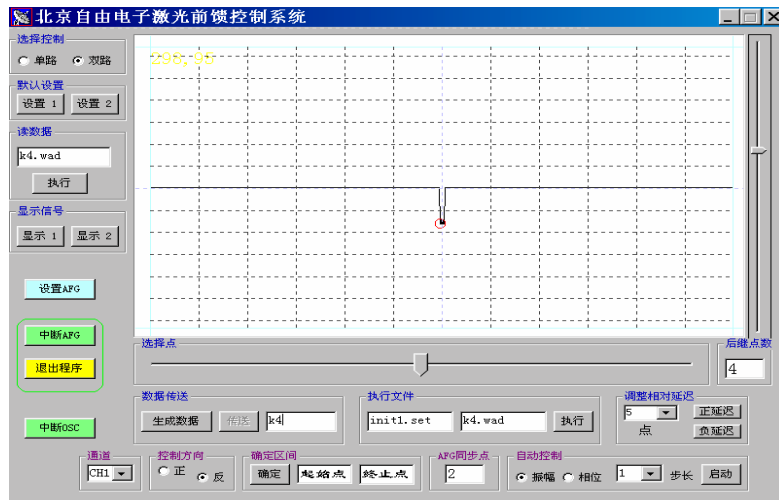 北京自由电子激光前馈控制系统
选择控制
单路 双路
默认设置
设置 1 设置 2
读数据
k4.wad
执行
显示信号
显示 1 显示 2
设置AFG
中断AFG
退出程序
中断OSC
298,95
选择点
后继点数
4
数据传送
生成数据 传送 k4
执行文件
init1.set k4.wad 执行
调整相对延迟
5 正延迟
点 负延迟
通道
CH1
控制方向
正 反
确定区间
确定 起始点 终止点
AFG同步点
2
自动控制
振幅 相位 1 步长 启动